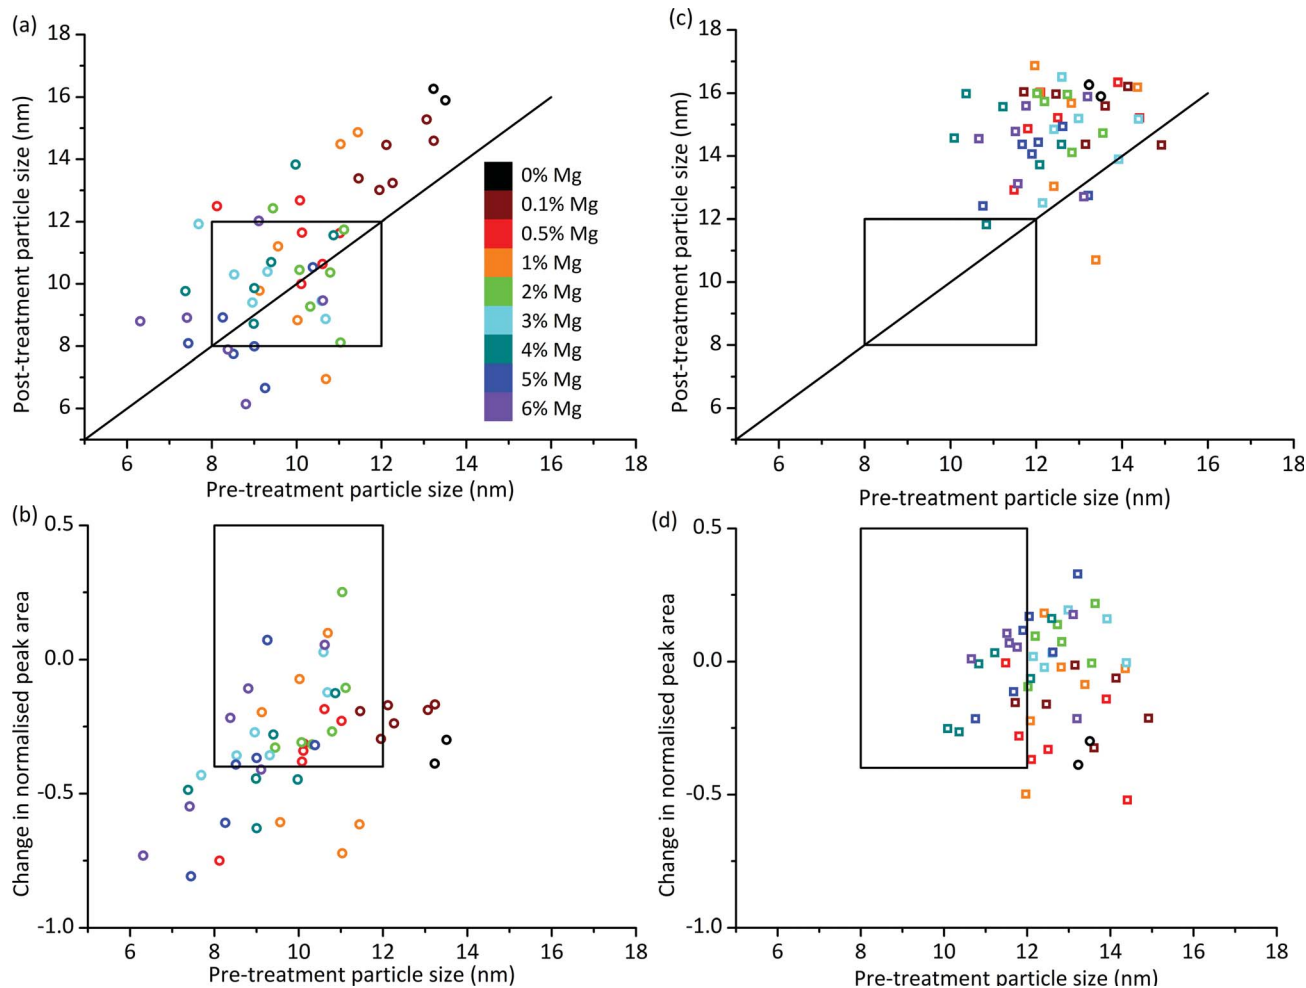 (a)
Post-treatment particle size (nm)
18
16
14
12
10
8
6
6 8 10 12 14 16 18
Pre-treatment particle size (nm)
0% Mg
0.1% Mg
0.5% Mg
1% Mg
2% Mg
3% Mg
4% Mg
5% Mg
6% Mg
(c)
Post-treatment particle size (nm)
18
16
14
12
10
8
6
6 8 10 12 14 16 18
Pre-treatment particle size (nm)
(b)
Change in normalised peak area
0.5
0.0
-0.5
-1.0
6 8 10 12 14 16 18
Pre-treatment particle size (nm)
(d)
Change in normalised peak area
0.5
0.0
-0.5
-1.0
6 8 10 12 14 16 18
Pre-treatment particle size (nm)